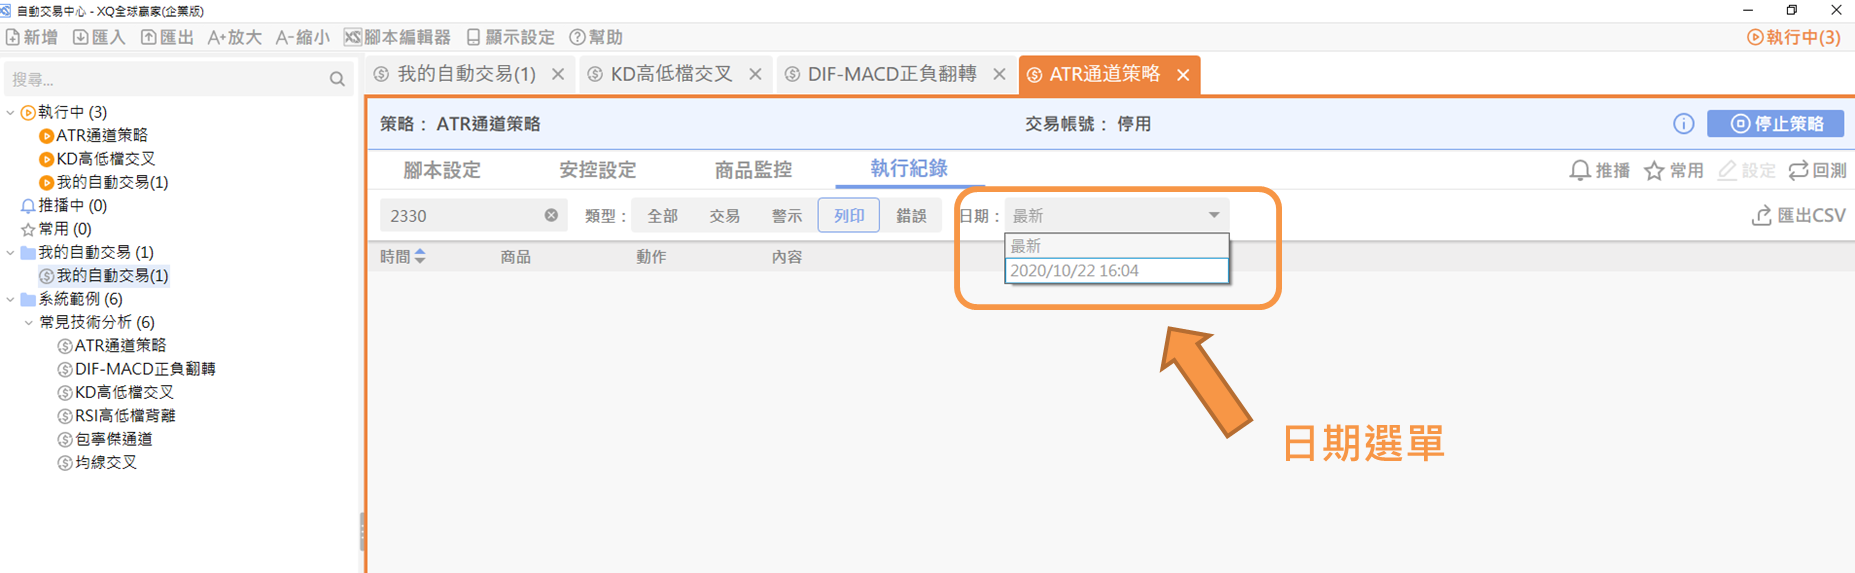 自動交易中心 - XQ全球贏家(企業版)
新增 匯入 匯出 A+放大 A-縮小 XS腳本編輯器 顯示設定 幫助 執行中(3)
搜尋...
我的自動交易(1) KD高低檔交叉 DIF-MACD正負翻轉 ATR通道策略
執行中 (3)
ATR通道策略
KD高低檔交叉
我的自動交易(1)
推播中 (0)
常用 (0)
我的自動交易 (1)
我的自動交易(1)
系統範例 (6)
常見技術分析 (6)
ATR通道策略
DIF-MACD正負翻轉
KD高低檔交叉
RSI高低檔背離
包寧傑通道
均線交叉
策略： ATR通道策略 交易帳號： 停用 停止策略
腳本設定 安控設定 商品監控 執行紀錄 推播 常用 設定 回測
2330 類型： 全部 交易 警示 列印 錯誤 日期： 最新 匯出CSV
時間 商品 動作 內容
最新
2020/10/22 16:04
日期選單